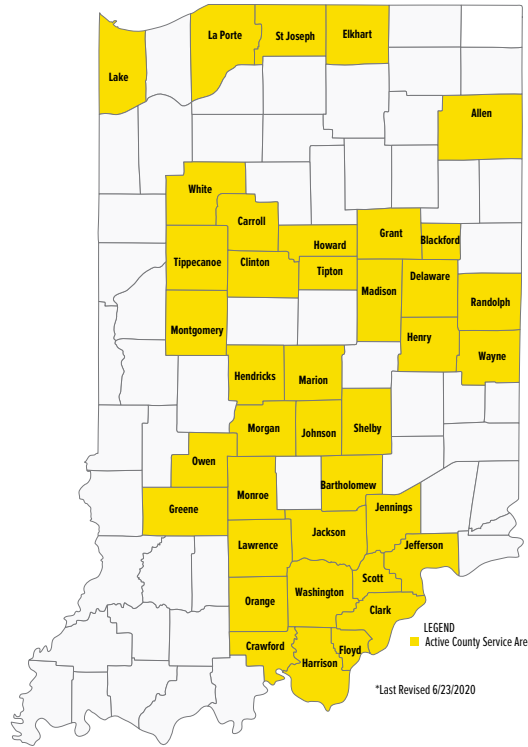 La Porte
St Joseph
Elkhart
Lake
Allen
White
Carroll
Grant
Blackford
Howard
Tippecanoe
Clinton
Tipton
Delaware
Madison
Randolph
Montgomery
Henry
Wayne
Hendricks
Marion
Morgan
Johnson
Shelby
Owen
Bartholomew
Monroe
Greene
Jennings
Jackson
Lawrence
Jefferson
Scott
Washington
Orange
Clark
LEGEND
Active County Service Are
Crawford
Floyd
Harrison
*Last Revised 6/23/2020